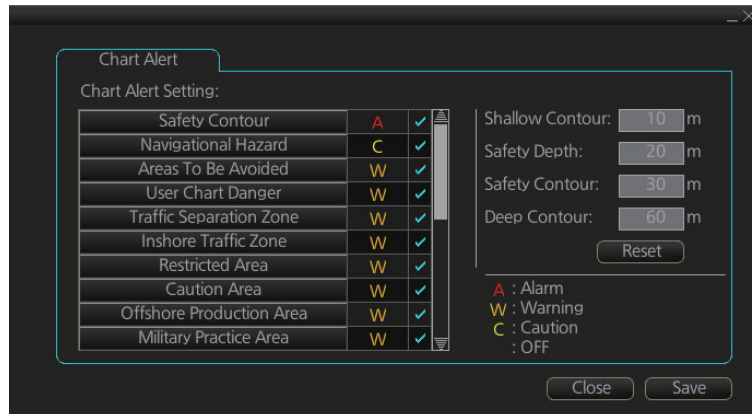 Chart Alert
Chart Alert Setting:
Safety Contour A
Navigational Hazard C
Areas To Be Avoided W
User Chart Danger W
Traffic Separation Zone W
Inshore Traffic Zone W
Restricted Area W
Caution Area W
Offshore Production Area W
Military Practice Area W
Shallow Contour: 10 m
Safety Depth: 20 m
Safety Contour: 30 m
Deep Contour: 60 m
Reset
A : Alarm
W : Warning
C : Caution
: OFF
Close Save